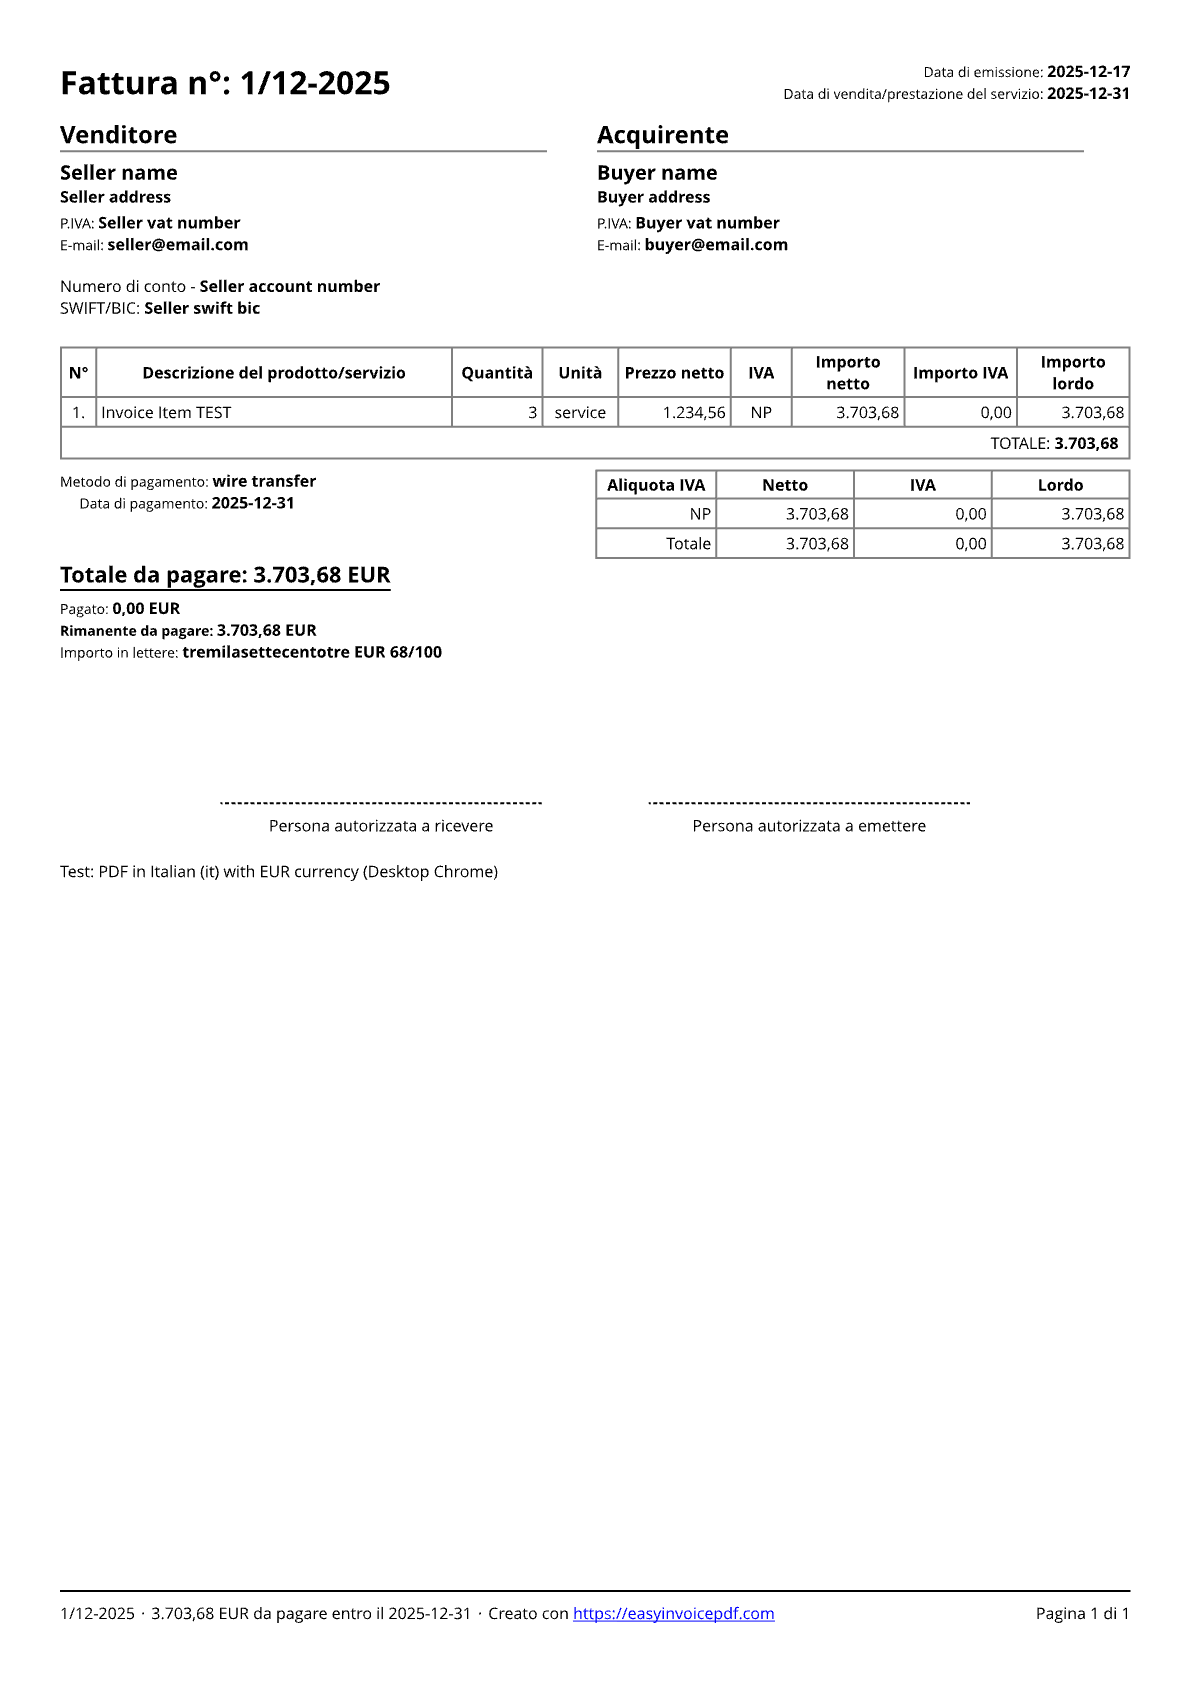 Fattura n°: 1/12-2025
Data di emissione: 2025-12-17
Data di vendita/prestazione del servizio: 2025-12-31
Venditore
Seller name
Seller address
P.IVA: Seller vat number
E-mail: seller@email.com
Numero di conto - Seller account number
SWIFT/BIC: Seller swift bic
Acquirente
Buyer name
Buyer address
P.IVA: Buyer vat number
E-mail: buyer@email.com
N° Descrizione del prodotto/servizio Quantità Unità Prezzo netto IVA Importo netto Importo IVA Importo lordo
1. Invoice Item TEST 3 service 1.234,56 NP 3.703,68 0,00 3.703,68
TOTALE: 3.703,68
Metodo di pagamento: wire transfer
Data di pagamento: 2025-12-31
Aliquota IVA Netto IVA Lordo
NP 3.703,68 0,00 3.703,68
Totale 3.703,68 0,00 3.703,68
Totale da pagare: 3.703,68 EUR
Pagato: 0,00 EUR
Rimanente da pagare: 3.703,68 EUR
Importo in lettere: tremilasettecentotre EUR 68/100
Persona autorizzata a ricevere
Persona autorizzata a emettere
Test: PDF in Italian (it) with EUR currency (Desktop Chrome)
1/12-2025 · 3.703,68 EUR da pagare entro il 2025-12-31 · Creato con https://easyinvoicepdf.com
Pagina 1 di 1